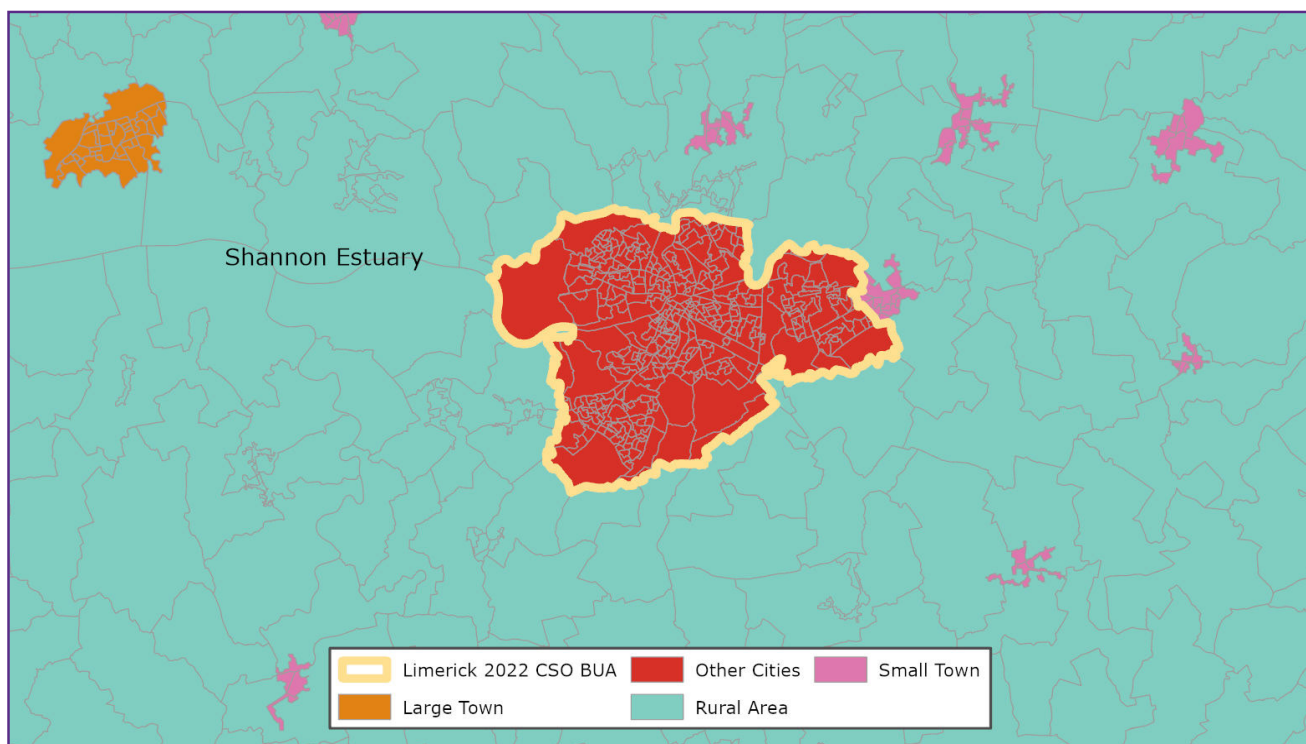 Shannon Estuary
Limerick 2022 CSO BUA
Other Cities
Small Town
Large Town
Rural Area